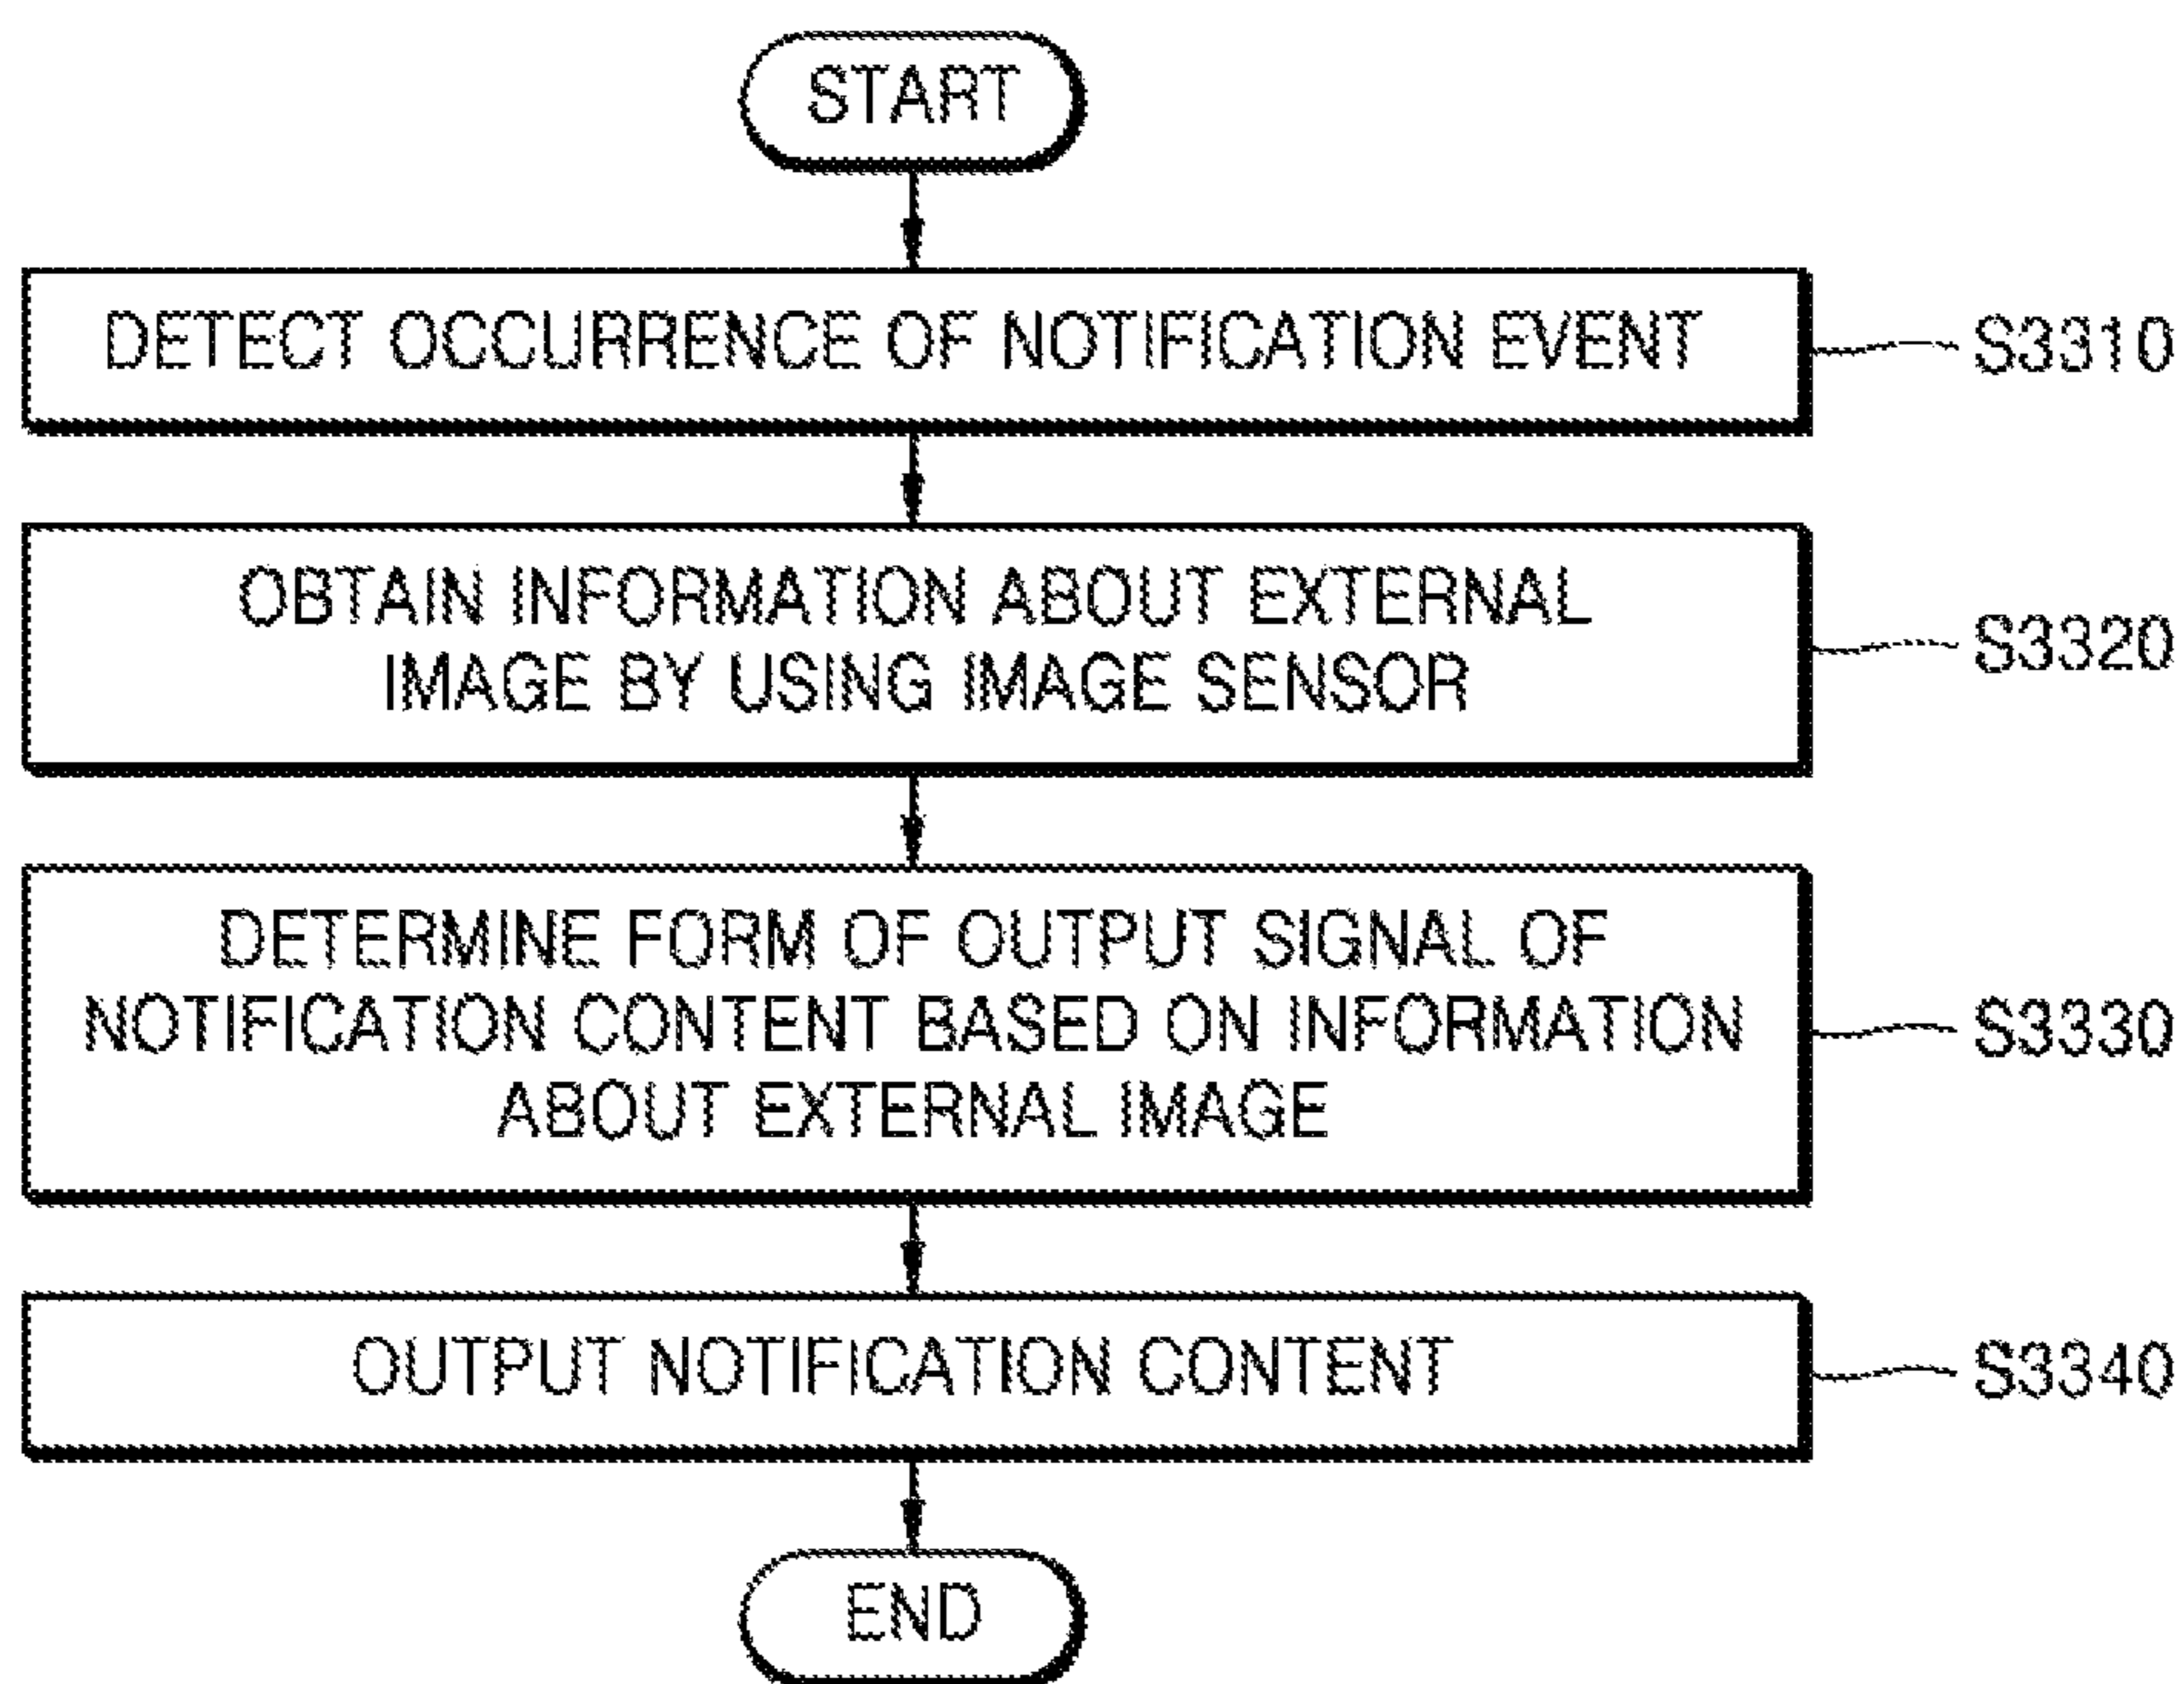 START
DETECT OCCURRENCE OF NOTIFICATION EVENT
S3310
OBTAIN INFORMATION ABOUT EXTERNAL
IMAGE BY USING IMAGE SENSOR
S3320
DETERMINE FORM OF OUTPUT SIGNAL OF
NOTIFICATION CONTENT BASED ON INFORMATION
ABOUT EXTERNAL IMAGE
S3330
OUTPUT NOTIFICATION CONTENT
S3340
END